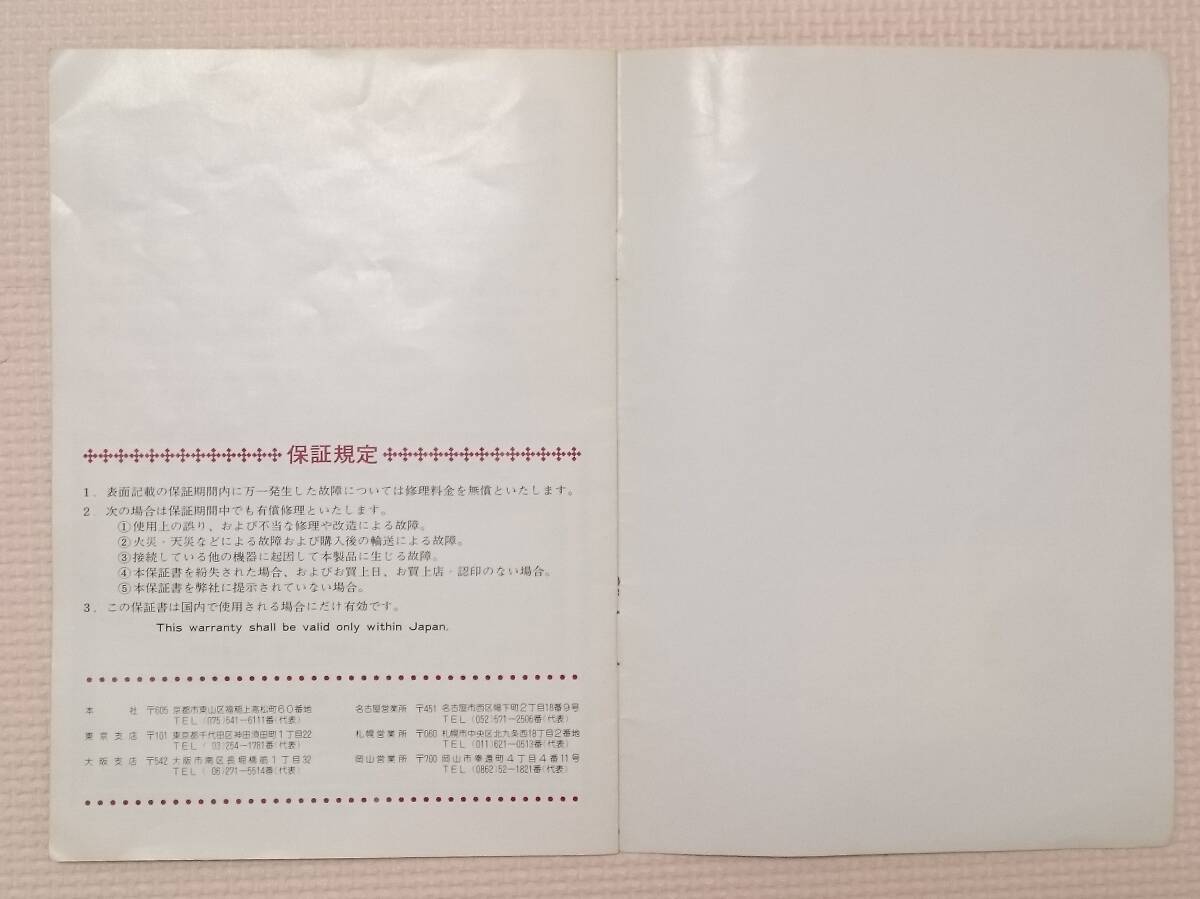 保証規定
1. 表面記載の保証期間内に万一発生した故障については修理料金を無償といたします。
2. 次の場合は保証期間中でも有償修理といたします。
①使用上の誤り、および不当な修理や改造による故障。
②火災・天災などによる故障および購入後の輸送による故障。
③接続している他の機器に起因して本製品に生じる故障。
④本保証書を紛失された場合、およびお買上日、お買上店・認印のない場合。
⑤本保証書を弊社に提示されていない場合。
3. この保証書は国内で使用される場合にだけ有効です。
This warranty shall be valid only within Japan.
本社 〒605 京都市東山区福稲上高松町60番地
TEL (075)541-6111番(代表)
東京支店 〒101 東京都千代田区神田須田町1丁目22
TEL (03)254-1781番(代表)
大阪支店 〒542 大阪市南区長堀橋筋1丁目32
TEL (06)271-5514番(代表)
名古屋営業所 〒451 名古屋市西区幅下町2丁目18番9号
TEL (052)571-2506番(代表)
札幌営業所 〒060 札幌市中央区北九条西18丁目2番地
TEL (011)621-0513番(代表)
岡山営業所 〒700 岡山市奉還町4丁目4番11号
TEL (0862)52-1821番(代表)